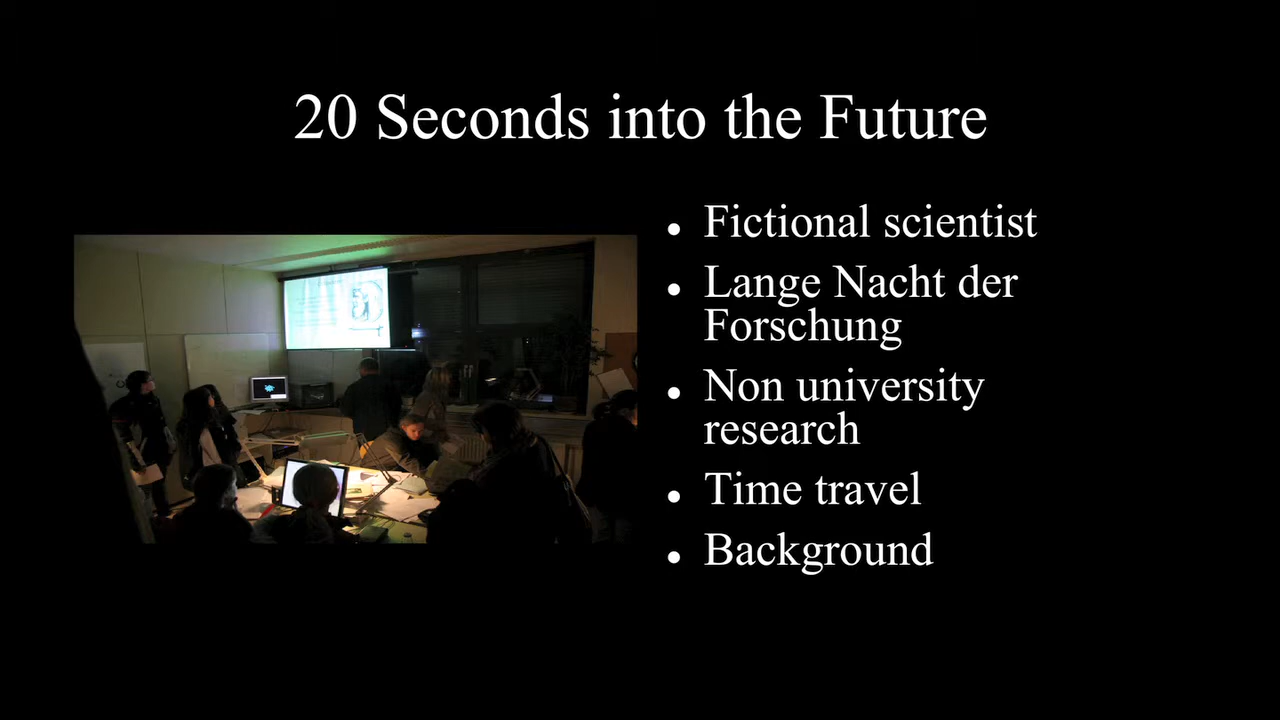 20 Seconds into the Future
Fictional scientist
Lange Nacht der
Forschung
Non university
research
Time travel
Background